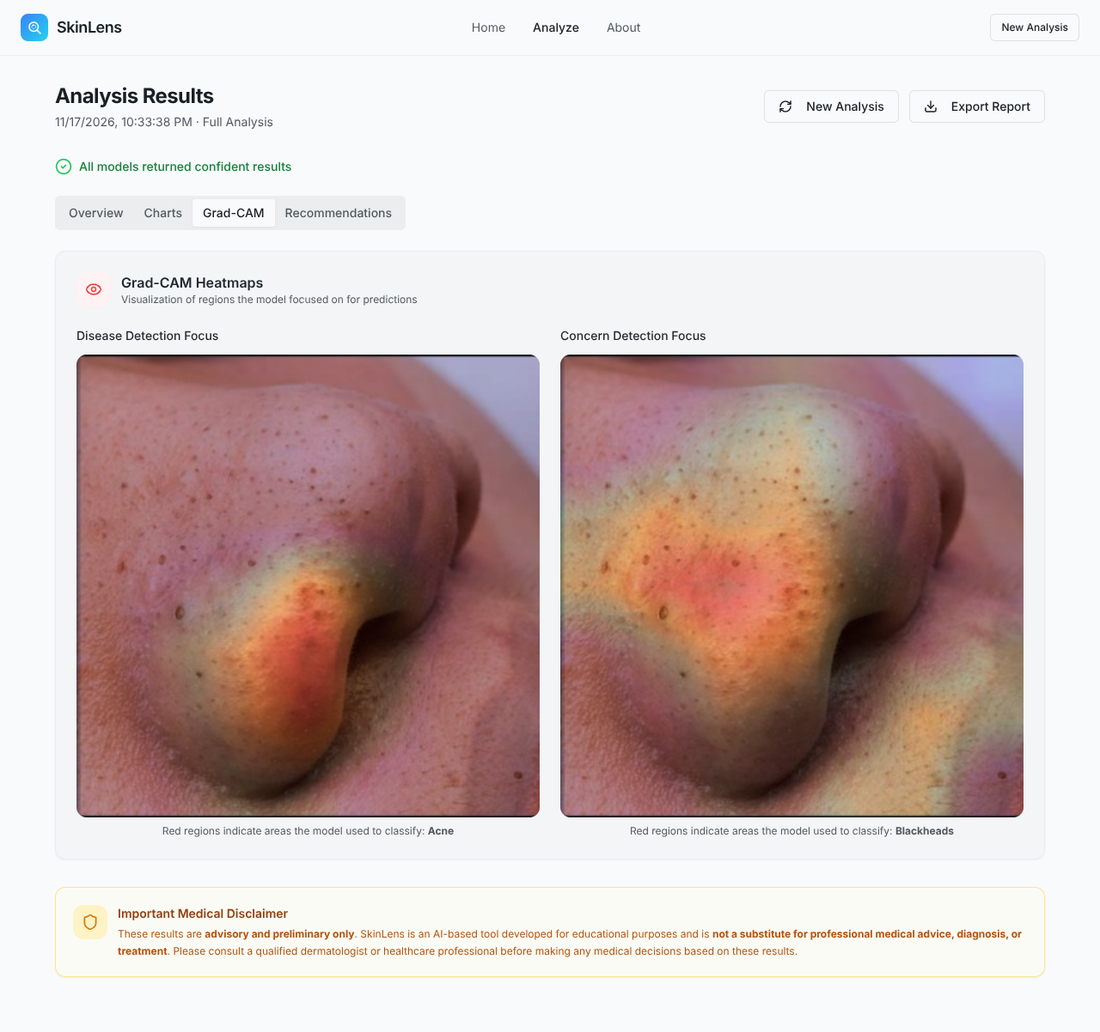 SkinLens
Home
Analyze
About
New Analysis
Analysis Results
11/17/2026, 10:33:38 PM · Full Analysis
New Analysis
Export Report
All models returned confident results
Overview
Charts
Grad-CAM
Recommendations
Grad-CAM Heatmaps
Visualization of regions the model focused on for predictions
Disease Detection Focus
Concern Detection Focus
Red regions indicate areas the model used to classify: Acne
Red regions indicate areas the model used to classify: Blackheads
Important Medical Disclaimer
These results are advisory and preliminary only. SkinLens is an AI-based tool developed for educational purposes and is not a substitute for professional medical advice, diagnosis, or
treatment. Please consult a qualified dermatologist or healthcare professional before making any medical decisions based on these results.